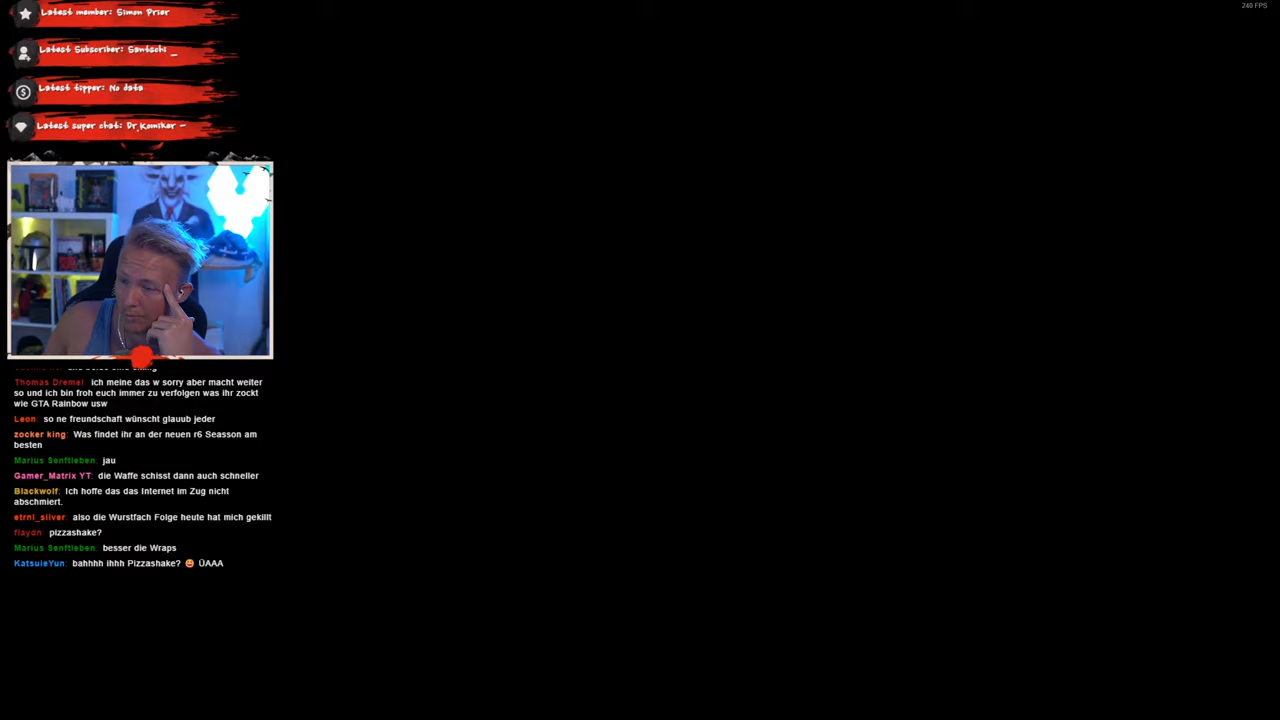 240 FPS
Latest member: Simon Prior
Latest Subscriber: Santschi _
Latest tipper: No data
Latest super chat: Dr.Komiker -
Thomas Dremel: ich meine das w sorry aber macht weiter
so und ich bin froh euch immer zu verfolgen was ihr zockt
wie GTA Rainbow usw
Leon: so ne freundschaft wünscht glauub jeder
zocker king: Was findet ihr an der neuen r6 Seasson am
besten
Marius Senftleben: jau
Gamer_Matrix YT: die Waffe schisst dann auch schneller
Blackwolf: Ich hoffe das das Internet im Zug nicht
abschmiert.
etrnl_silver: also die Wurstfach Folge heute hat mich gekillt
flaydn: pizzashake?
Marius Senftleben: besser die Wraps
KatsuieYun: bahhhh ihhh Pizzashake? 🥵 ÜAAA